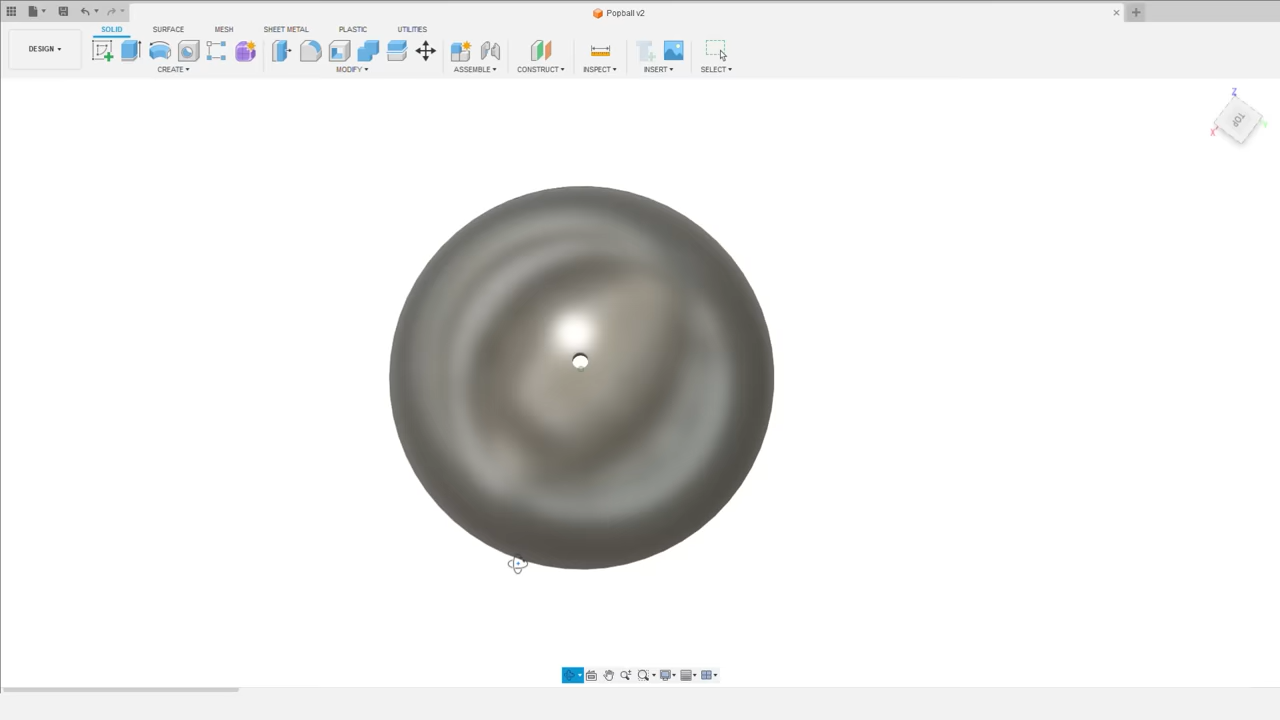 Popball v2
SOLID SURFACE MESH SHEET METAL PLASTIC UTILITIES
DESIGN
CREATE MODIFY ASSEMBLE CONSTRUCT INSPECT INSERT SELECT
Z
TOP
X